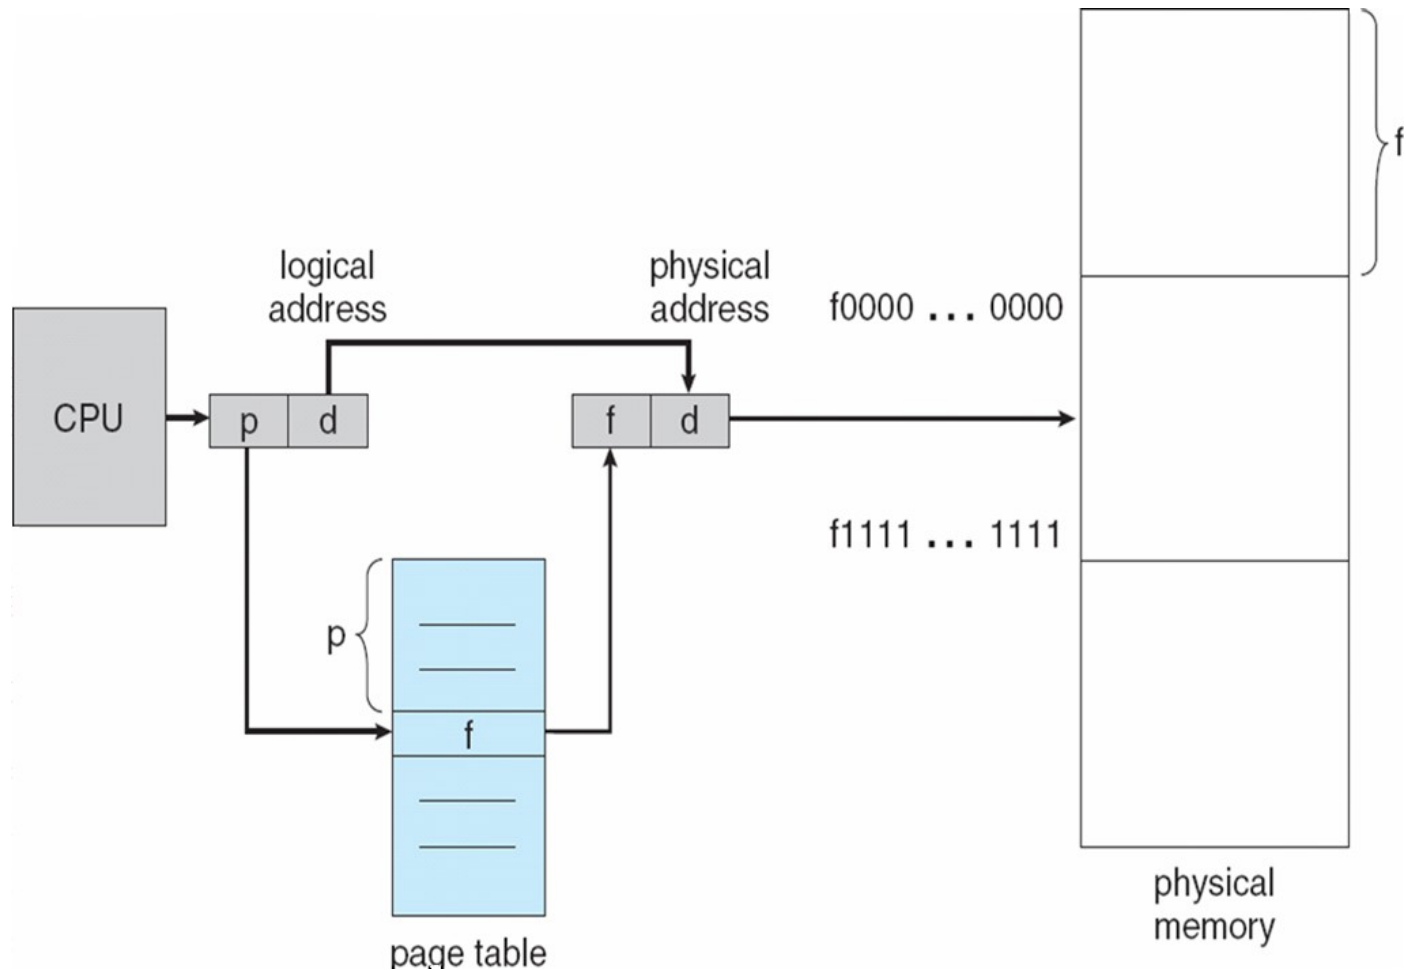 f
logical
address
physical
address
f0000 ... 0000
CPU
p
d
f
d
f1111 ... 1111
p
f
physical
memory
page table